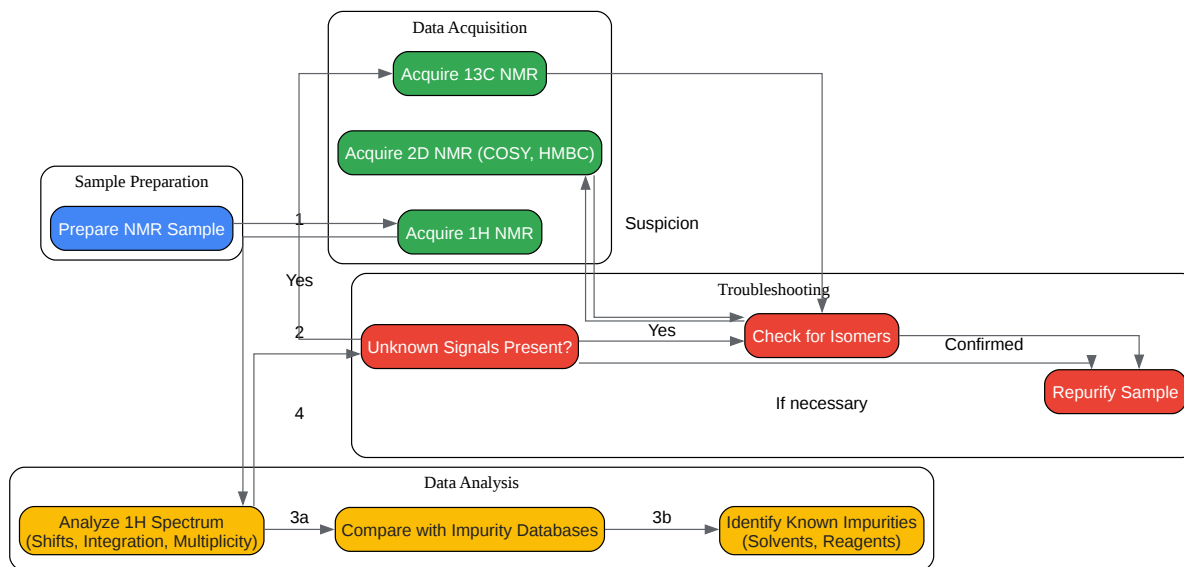 Data Acquisition
Acquire 13C NMR
Acquire 2D NMR (COSY, HMBC)
Sample Preparation
Prepare NMR Sample
1
Acquire 1H NMR
Suspicion
Yes
Troubleshooting
2
Unknown Signals Present?
Yes
Check for Isomers
Confirmed
Repurify Sample
If necessary
4
Data Analysis
Analyze 1H Spectrum
(Shifts, Integration, Multiplicity)
3a
Compare with Impurity Databases
3b
Identify Known Impurities
(Solvents, Reagents)